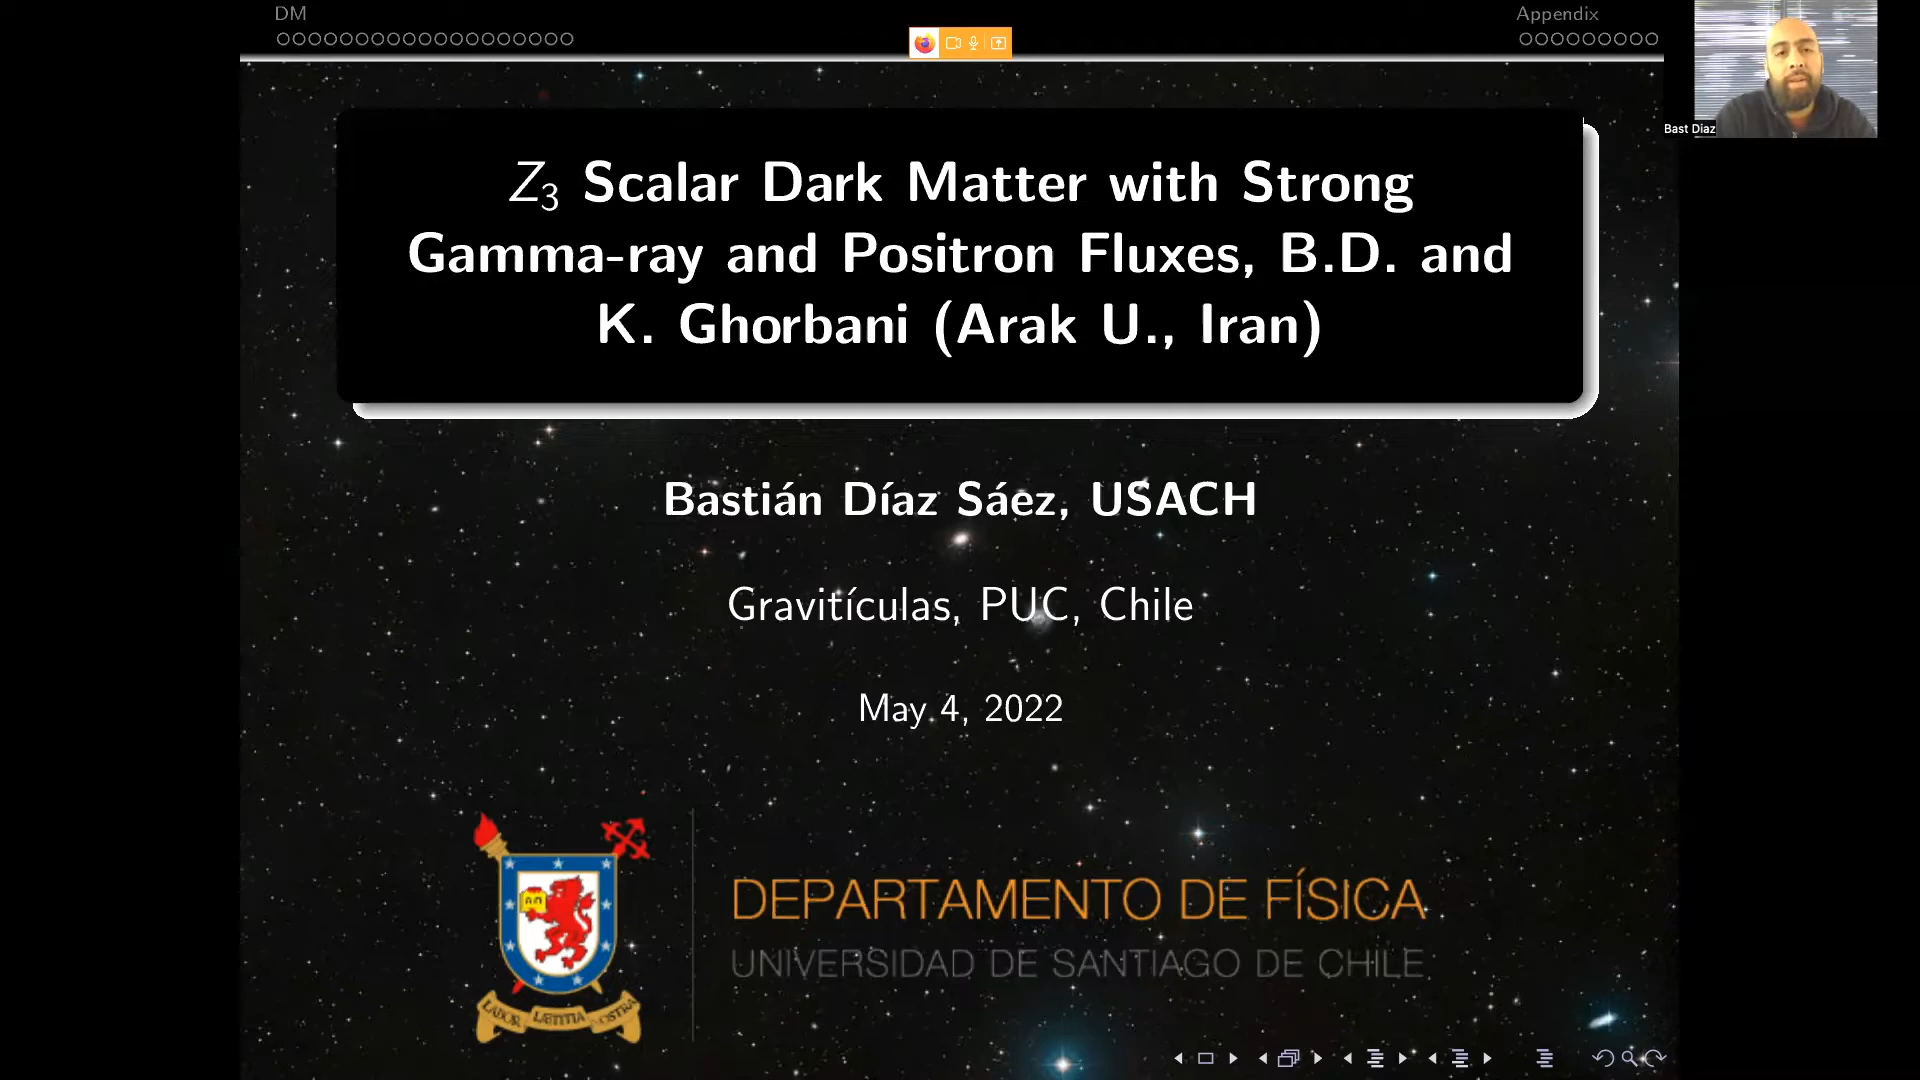 DM
Appendix
Bast Diaz
Z₃ Scalar Dark Matter with Strong
Gamma-ray and Positron Fluxes, B.D. and
K. Ghorbani (Arak U., Iran)
Bastián Díaz Sáez, USACH
Gravitículas, PUC, Chile
May 4, 2022
DEPARTAMENTO DE FÍSICA
UNIVERSIDAD DE SANTIAGO DE CHILE
LABOR LÆTITIA NOSTRA